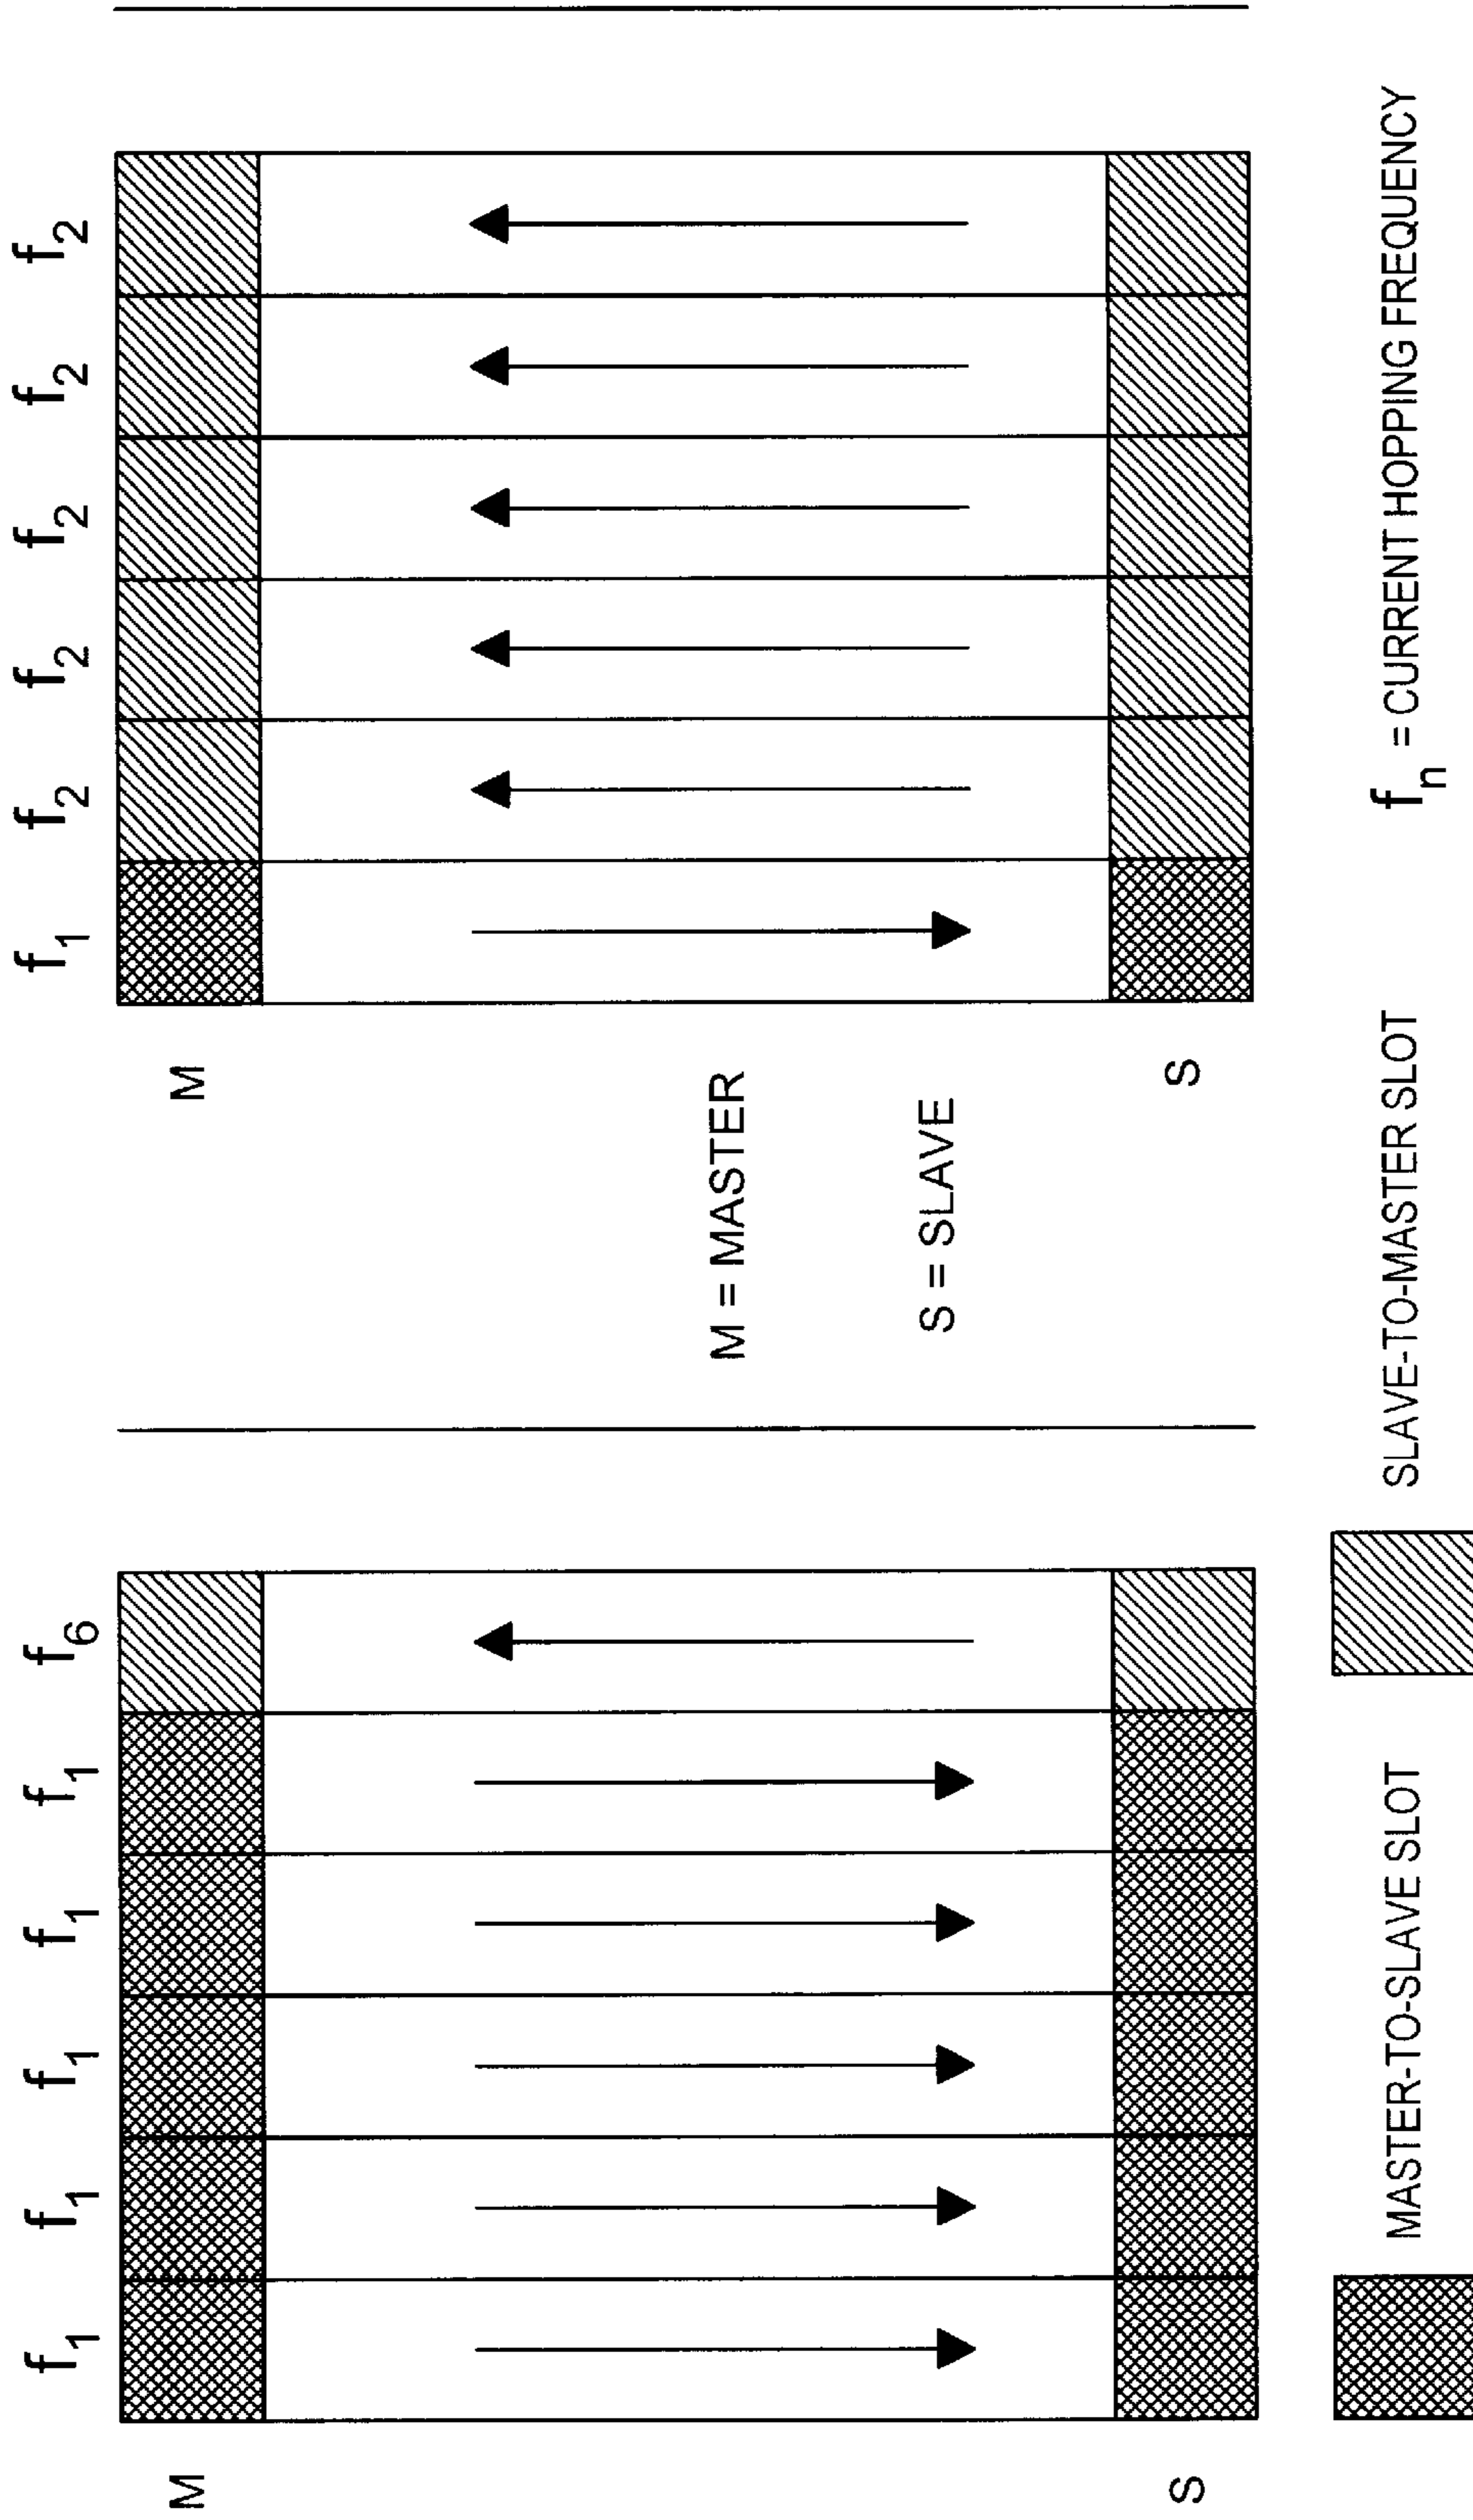 f1 f1 f1 f1 f1 f6
M
S
M = MASTER
S = SLAVE
f1 f2 f2 f2 f2 f2
M
S
MASTER-TO-SLAVE SLOT
SLAVE-TO-MASTER SLOT
fn = CURRENT HOPPING FREQUENCY